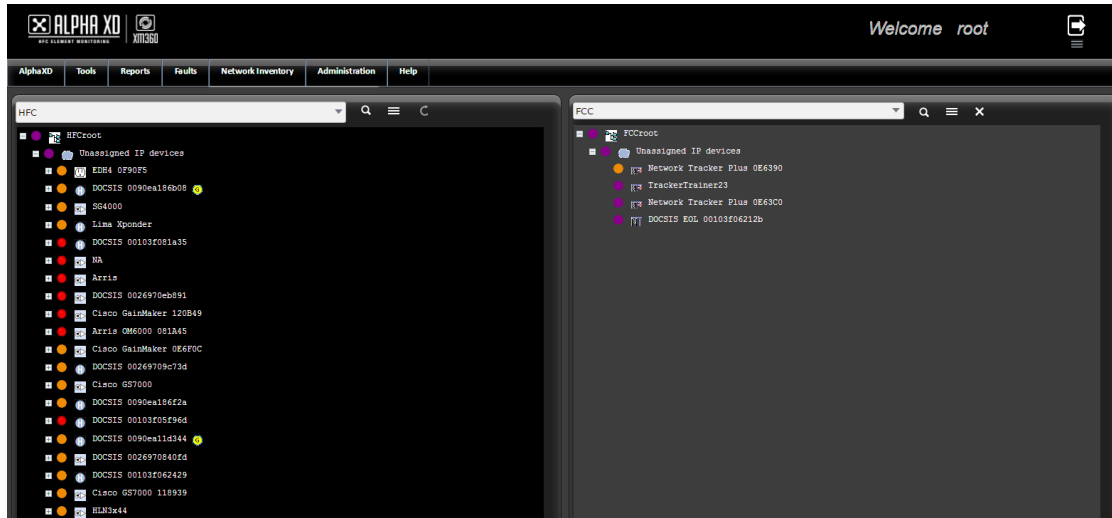 ALPHA XD
HFC ELEMENT MONITORING
XM360
Welcome root
AlphaXD Tools Reports Faults Network Inventory Administration Help
HFC
HFCroot
Unassigned IP devices
EDH4 0F90F5
DOCSIS 0090ea186b08 G
SG4000
Lima Xponder
DOCSIS 00103f081a35
NA
Arris
DOCSIS 0026970eb891
Cisco GainMaker 120B49
Arris OM6000 081A45
Cisco GainMaker 0E6F0C
DOCSIS 00269709c73d
Cisco GS7000
DOCSIS 0090ea186f2a
DOCSIS 00103f05f96d
DOCSIS 0090ea11d344 G
DOCSIS 0026970840fd
DOCSIS 00103f062429
Cisco GS7000 118939
HLN3x44
FCC
FCCroot
Unassigned IP devices
Network Tracker Plus 0E6390
TrackerTrainer23
Network Tracker Plus 0E63C0
DOCSIS EOL 00103f06212b